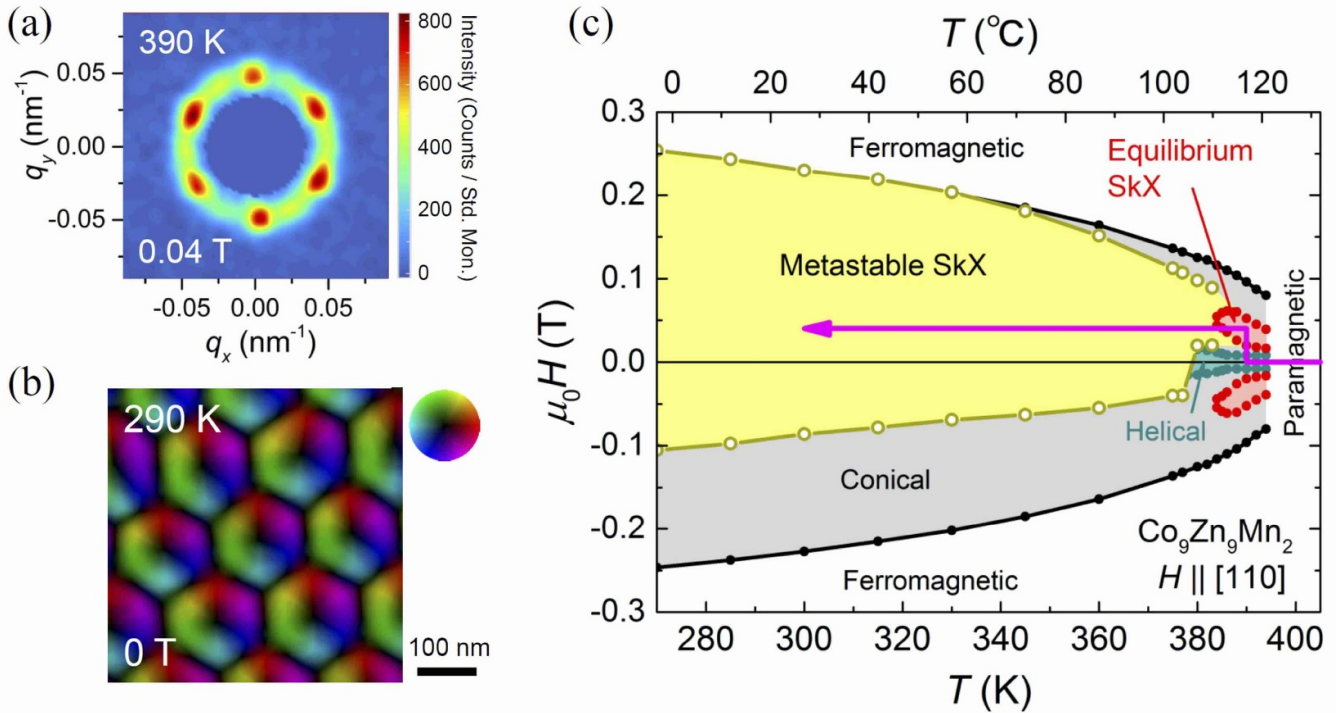 (a)
390 K
0.04 T
q_y (nm⁻¹)
0.05
0.00
-0.05
-0.05 0.00 0.05
q_x (nm⁻¹)
800
600
400
200
0
Intensity (Counts / Std. Mon.)
(b)
290 K
0 T
100 nm
(c)
T (°C)
0 20 40 60 80 100 120
0.3
0.2
0.1
0.0
-0.1
-0.2
-0.3
μ₀H (T)
Ferromagnetic
Equilibrium
SkX
Metastable SkX
Paramagnetic
Helical
Conical
Co₉Zn₉Mn₂
H || [110]
Ferromagnetic
280 300 320 340 360 380 400
T (K)